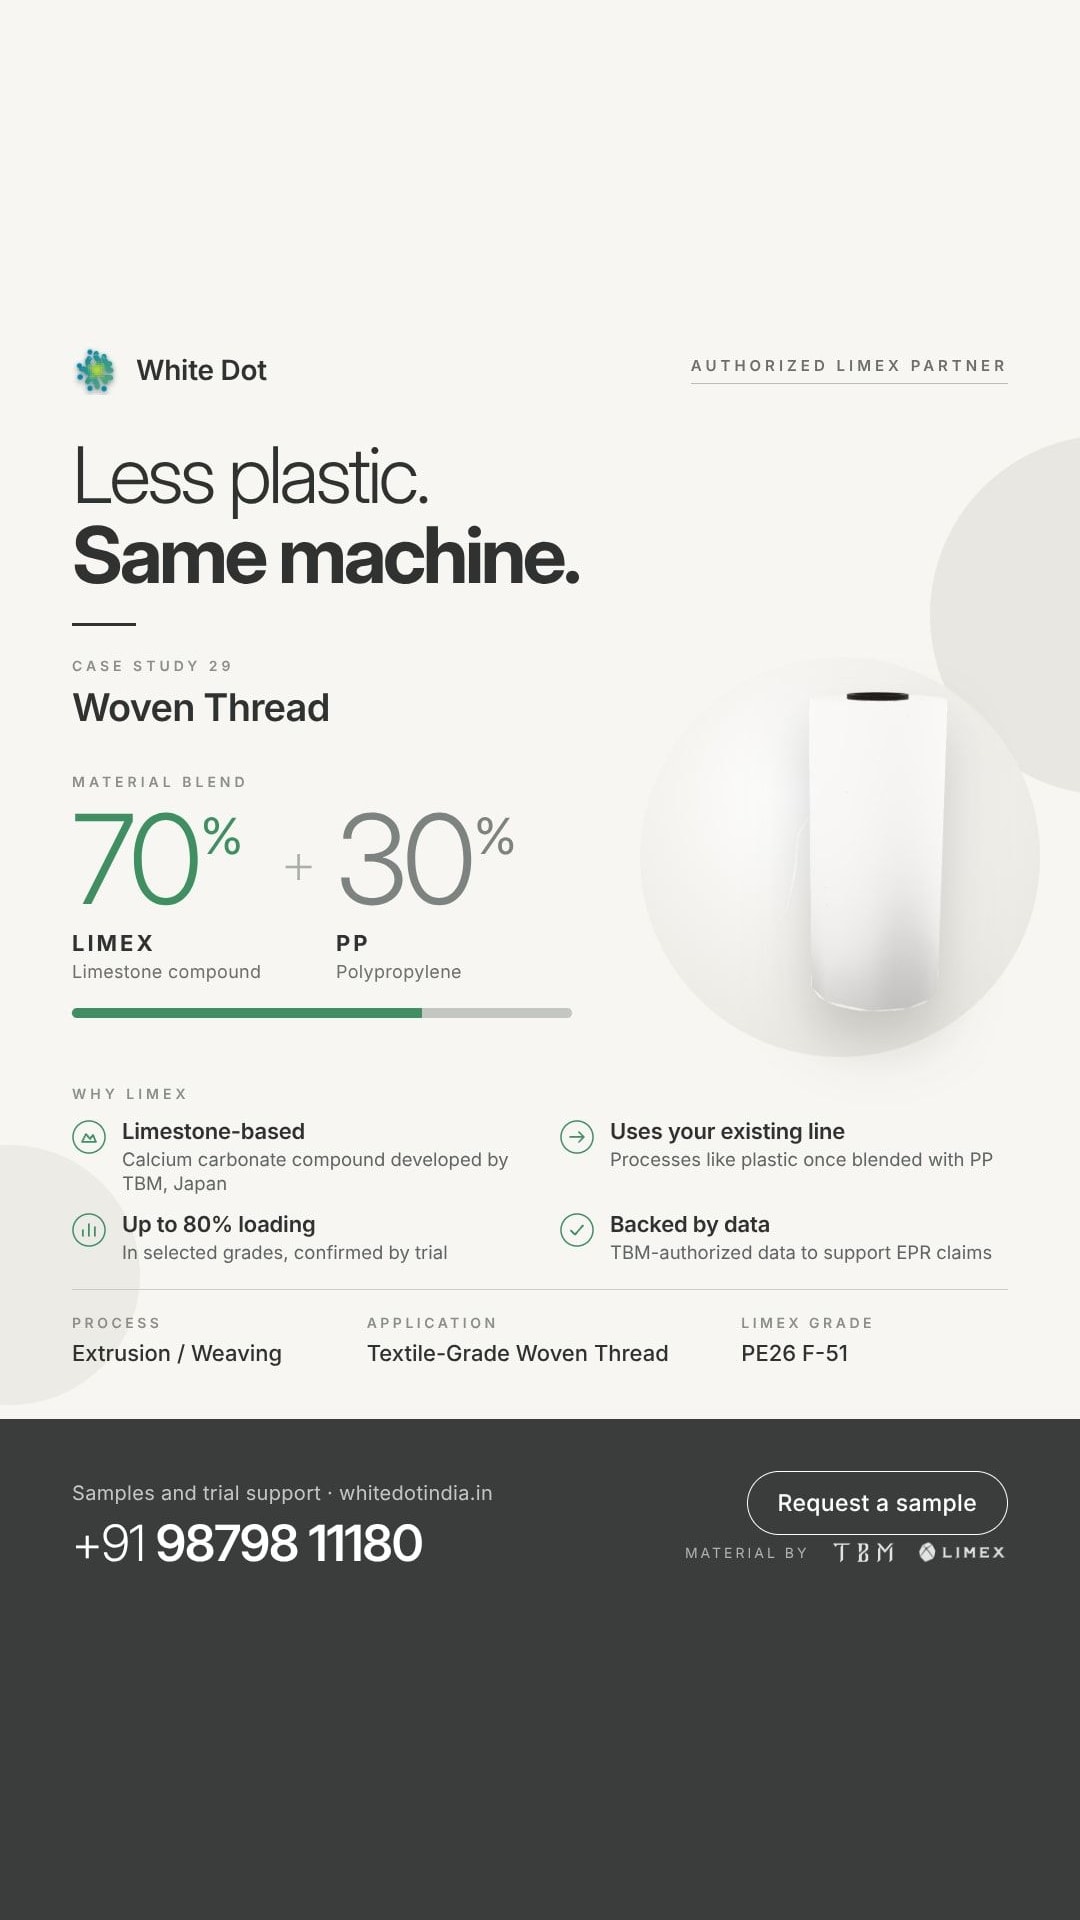 White Dot
AUTHORIZED LIMEX PARTNER
Less plastic.
Same machine.
CASE STUDY 29
Woven Thread
MATERIAL BLEND
70% + 30%
LIMEX PP
Limestone compound Polypropylene
WHY LIMEX
Limestone-based
Calcium carbonate compound developed by
TBM, Japan
Uses your existing line
Processes like plastic once blended with PP
Up to 80% loading
In selected grades, confirmed by trial
Backed by data
TBM-authorized data to support EPR claims
PROCESS
Extrusion / Weaving
APPLICATION
Textile-Grade Woven Thread
LIMEX GRADE
PE26 F-51
Samples and trial support · whitedotindia.in
+91 98798 11180
Request a sample
MATERIAL BY TBM LIMEX